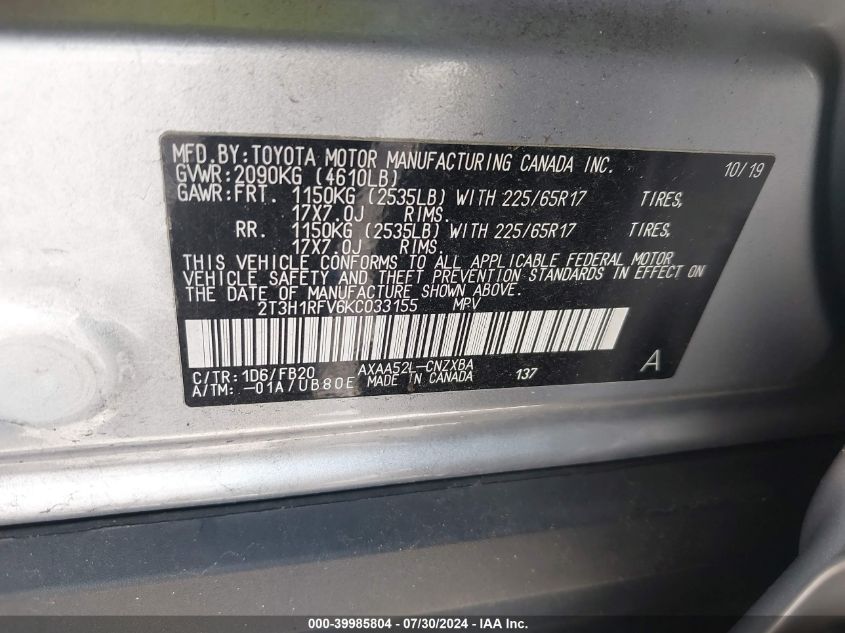 MFD.BY:TOYOTA MOTOR MANUFACTURING CANADA INC. 10/19
GVWR:2090KG (4610LB)
GAWR:FRT. 1150KG (2535LB) WITH 225/65R17 TIRES,
17X7.0J RIMS.
RR. 1150KG (2535LB) WITH 225/65R17 TIRES,
17X7.0J RIMS.
THIS VEHICLE CONFORMS TO ALL APPLICABLE FEDERAL MOTOR
VEHICLE SAFETY AND THEFT PREVENTION STANDARDS IN EFFECT ON
THE DATE OF MANUFACTURE SHOWN ABOVE.
2T3H1RFV6KC033155 MPV
C/TR:1D6/FB20 AXAA52L-CNZXBA A
A/TM:-01A/UB80E MADE IN CANADA 137
000-39985804 / 07/30/2024 - © IAA, Inc.